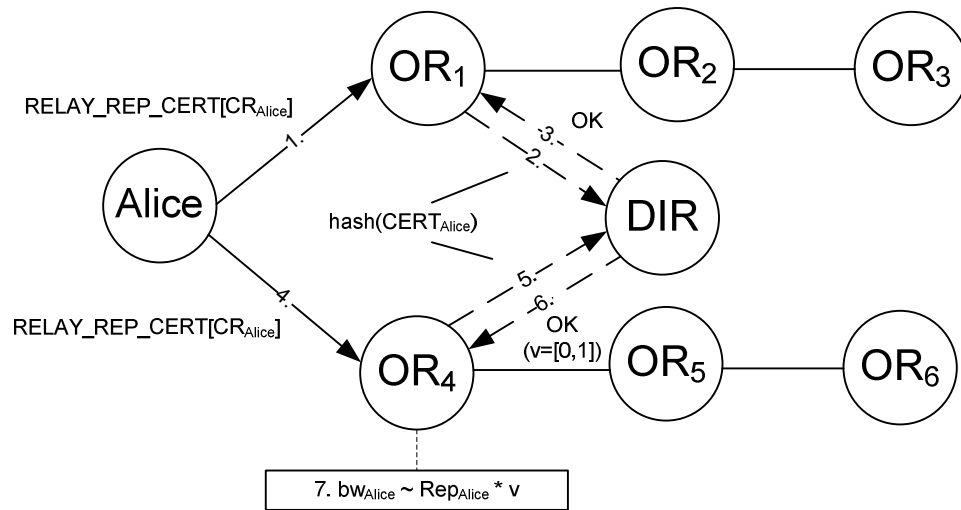 OR1
OR2
OR3
RELAY_REP_CERT[CRAlice]
1.
3.
OK
2.
Alice
hash(CERTAlice)
DIR
4.
5.
6.
RELAY_REP_CERT[CRAlice]
OK
(v=[0,1])
OR4
OR5
OR6
7. bwAlice ~ RepAlice * v